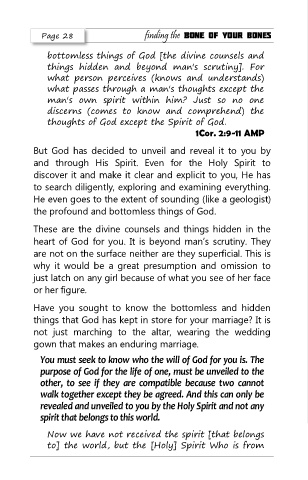 Page 28
finding the BONE OF YOUR BONES
bottomless things of God [the divine counsels and
things hidden and beyond man's scrutiny]. For
what person perceives (knows and understands)
what passes through a man's thoughts except the
man's own spirit within him? Just so no one
discerns (comes to know and comprehend) the
thoughts of God except the Spirit of God.
1Cor. 2:9-11 AMP
But God has decided to unveil and reveal it to you by
and through His Spirit. Even for the Holy Spirit to
discover it and make it clear and explicit to you, He has
to search diligently, exploring and examining everything.
He even goes to the extent of sounding (like a geologist)
the profound and bottomless things of God.
These are the divine counsels and things hidden in the
heart of God for you. It is beyond man's scrutiny. They
are not on the surface neither are they superficial. This is
why it would be a great presumption and omission to
just latch on any girl because of what you see of her face
or her figure.
Have you sought to know the bottomless and hidden
things that God has kept in store for your marriage? It is
not just marching to the altar, wearing the wedding
gown that makes an enduring marriage.
You must seek to know who the will of God for you is. The
purpose of God for the life of one, must be unveiled to the
other, to see if they are compatible because two cannot
walk together except they be agreed. And this can only be
revealed and unveiled to you by the Holy Spirit and not any
spirit that belongs to this world.
Now we have not received the spirit [that belongs
to] the world, but the [Holy] Spirit Who is from